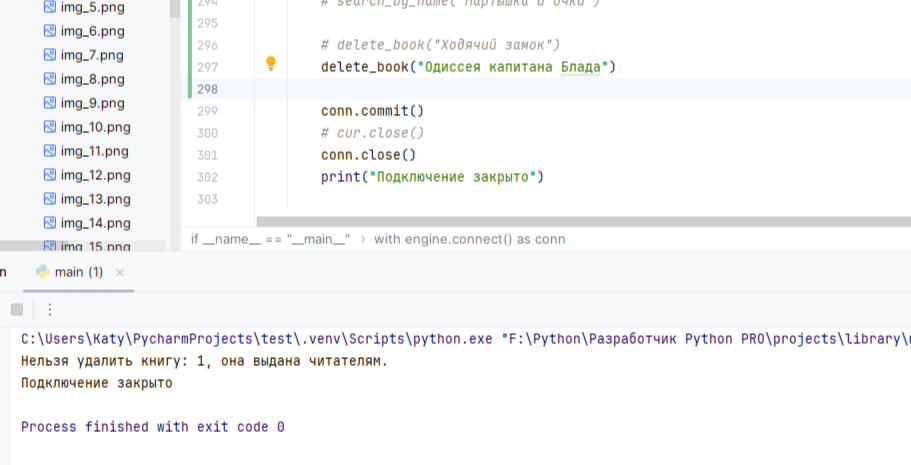 img_5.png
img_6.png
img_7.png
img_8.png
img_9.png
img_10.png
img_11.png
img_12.png
img_13.png
img_14.png
img_15.png
294 # search_by_name("Мартышка и очки")
295
296 # delete_book("Ходячий замок")
297 delete_book("Одиссея капитана Блада")
298
299 conn.commit()
300 # cur.close()
301 conn.close()
302 print("Подключение закрыто")
303
if __name__ == "__main__" › with engine.connect() as conn
n main (1) ×
C:\Users\Katy\PycharmProjects\test\.venv\Scripts\python.exe "F:\Python\Разработчик Python PRO\projects\library\
Нельзя удалить книгу: 1, она выдана читателям.
Подключение закрыто
Process finished with exit code 0